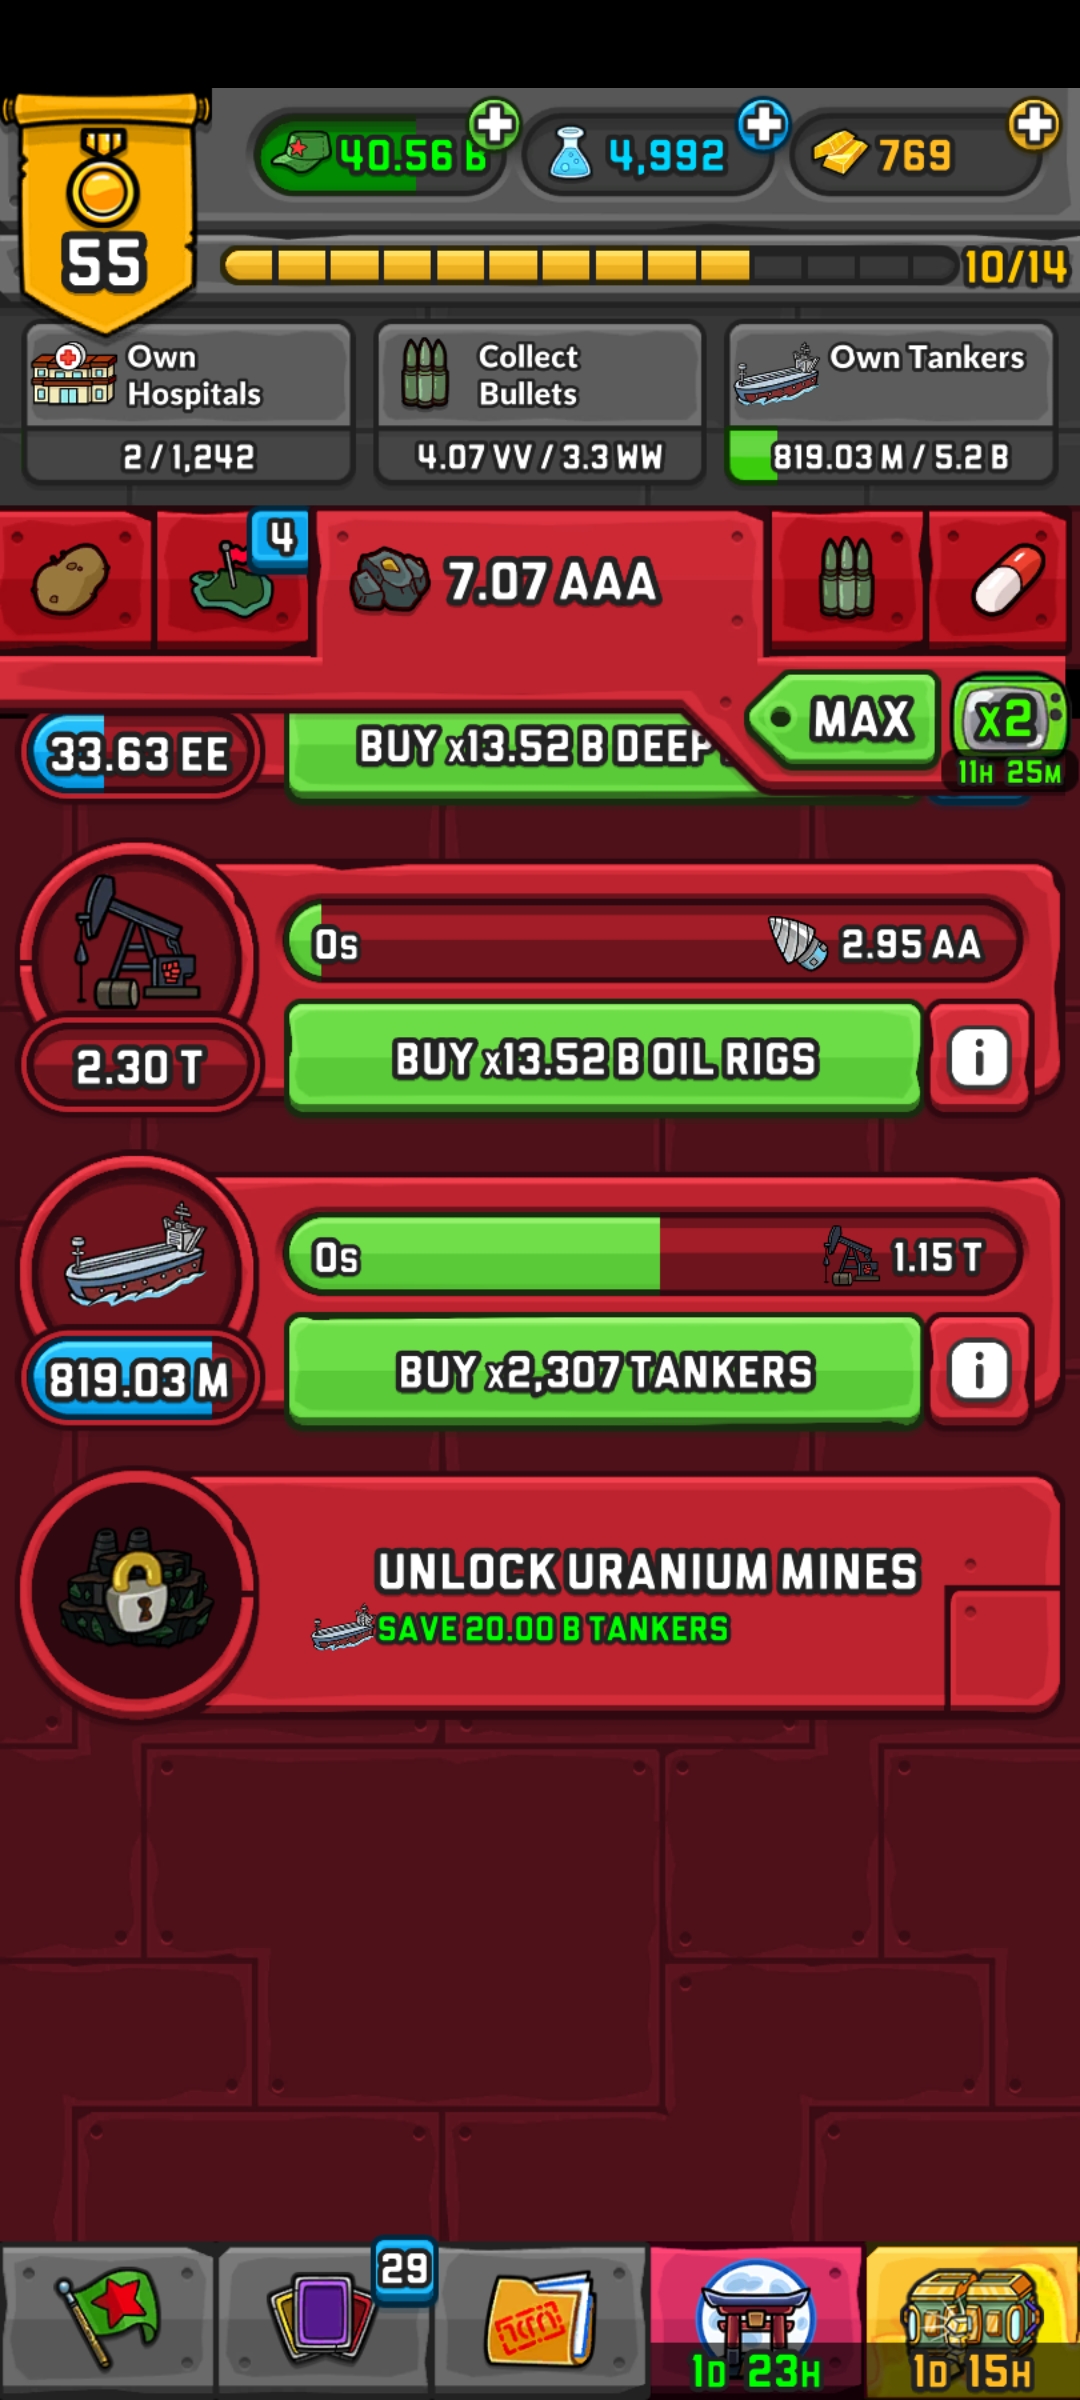 40.56 B
4,992
769
55
10/14
Own
Hospitals
2 / 1,242
Collect
Bullets
4.07 VV / 3.3 WW
Own Tankers
819.03 M / 5.2 B
4
7.07 AAA
MAX
x2
11H 25M
33.63 EE
BUY x13.52 B DEEP
0s
2.95 AA
2.30 T
BUY x13.52 B OIL RIGS
i
0s
1.15 T
819.03 M
BUY x2,307 TANKERS
i
UNLOCK URANIUM MINES
SAVE 20.00 B TANKERS
29
1D 23H
1D 15H